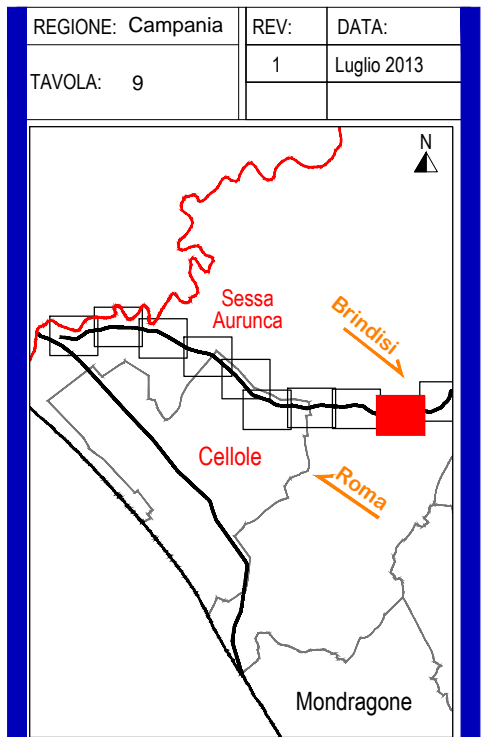 REGIONE: Campania
REV:
DATA:
1
Luglio 2013
TAVOLA: 9
N
Sessa
Aurunca
Brindisi
Cellole
Roma
Mondragone